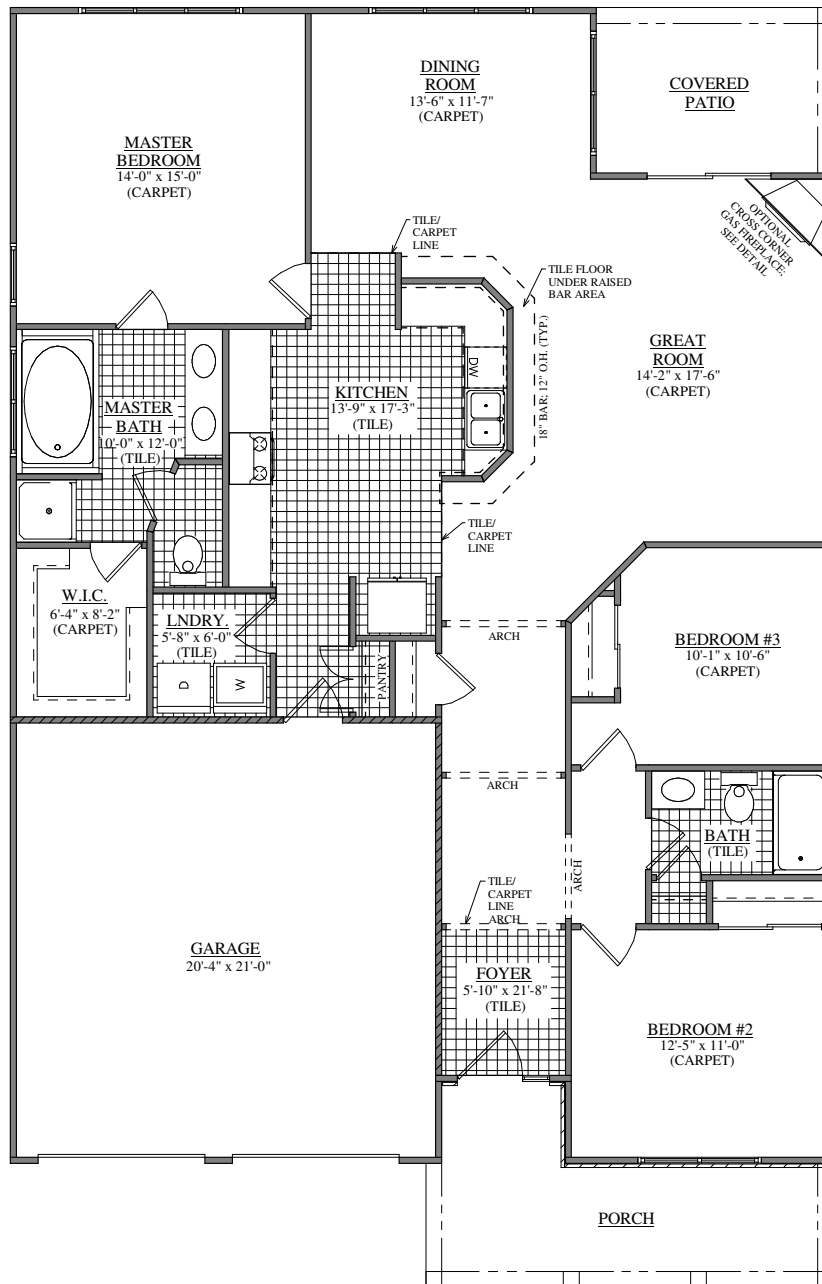 DINING
ROOM
13'-6" x 11'-7"
(CARPET)
COVERED
PATIO
MASTER
BEDROOM
14'-0" x 15'-0"
(CARPET)
OPTIONAL
CROSS CORNER
GAS FIREPLACE.
SEE DETAIL
TILE/
CARPET
LINE
TILE FLOOR
UNDER RAISED
BAR AREA
18" BAR; 12" O.H. (TYP.)
GREAT
ROOM
14'-2" x 17'-6"
(CARPET)
DW
KITCHEN
13'-9" x 17'-3"
(TILE)
MASTER
BATH
10'-0" x 12'-0"
(TILE)
TILE/
CARPET
LINE
W.I.C.
6'-4" x 8'-2"
(CARPET)
LNDRY.
5'-8" x 6'-0"
(TILE)
D
W
PANTRY
ARCH
BEDROOM #3
10'-1" x 10'-6"
(CARPET)
ARCH
BATH
(TILE)
ARCH
TILE/
CARPET
LINE
ARCH
GARAGE
20'-4" x 21'-0"
FOYER
5'-10" x 21'-8"
(TILE)
BEDROOM #2
12'-5" x 11'-0"
(CARPET)
PORCH